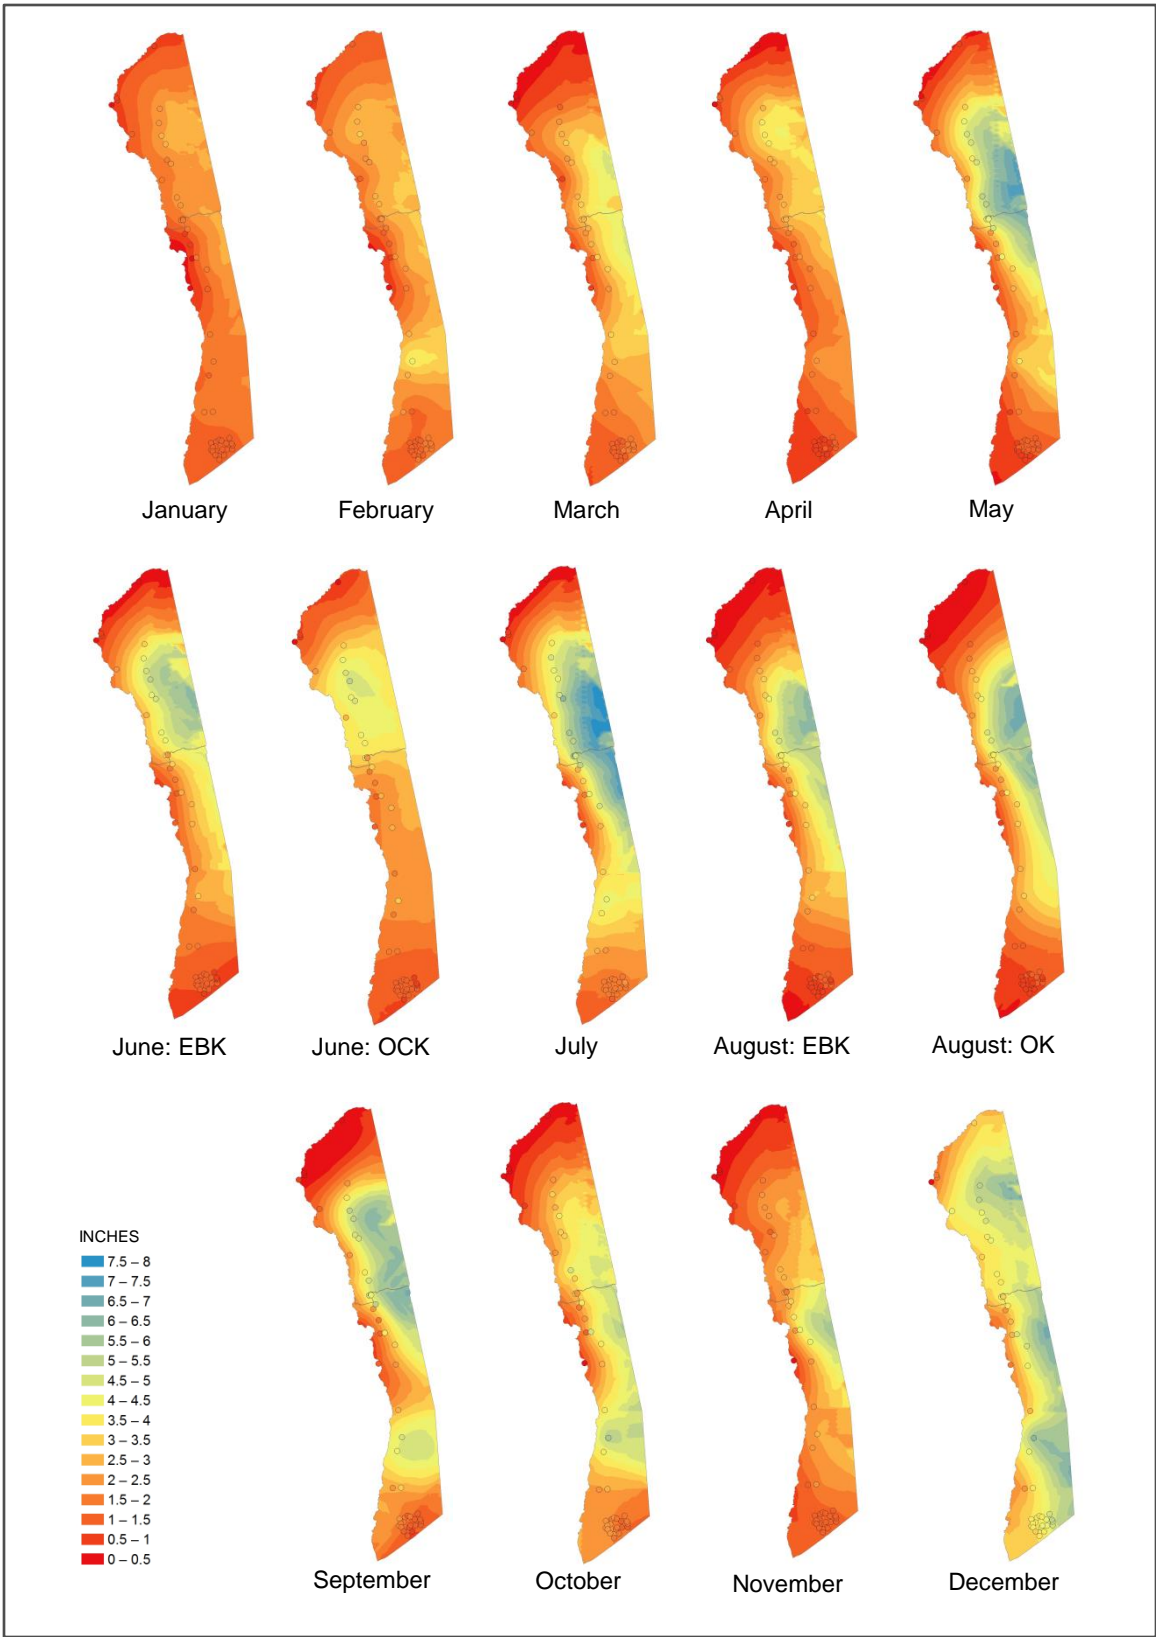 January
February
March
April
May
June: EBK
June: OCK
July
August: EBK
August: OK
INCHES
7.5 – 8
7 – 7.5
6.5 – 7
6 – 6.5
5.5 – 6
5 – 5.5
4.5 – 5
4 – 4.5
3.5 – 4
3 – 3.5
2.5 – 3
2 – 2.5
1.5 – 2
1 – 1.5
0.5 – 1
0 – 0.5
September
October
November
December